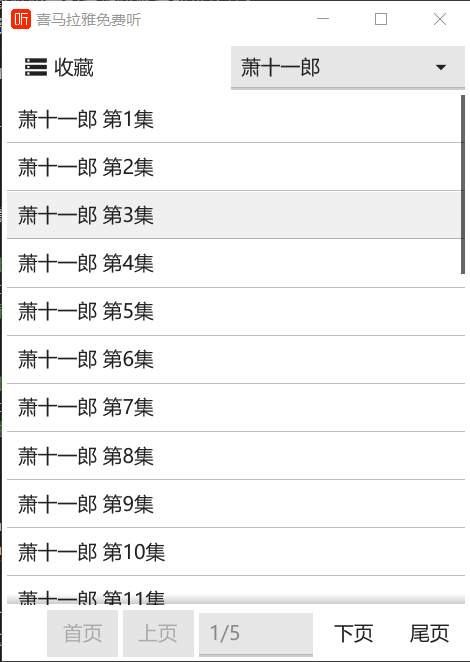 听 喜马拉雅免费听
收藏 萧十一郎
萧十一郎 第1集
萧十一郎 第2集
萧十一郎 第3集
萧十一郎 第4集
萧十一郎 第5集
萧十一郎 第6集
萧十一郎 第7集
萧十一郎 第8集
萧十一郎 第9集
萧十一郎 第10集
萧十一郎 第11集
首页 上页 1/5 下页 尾页